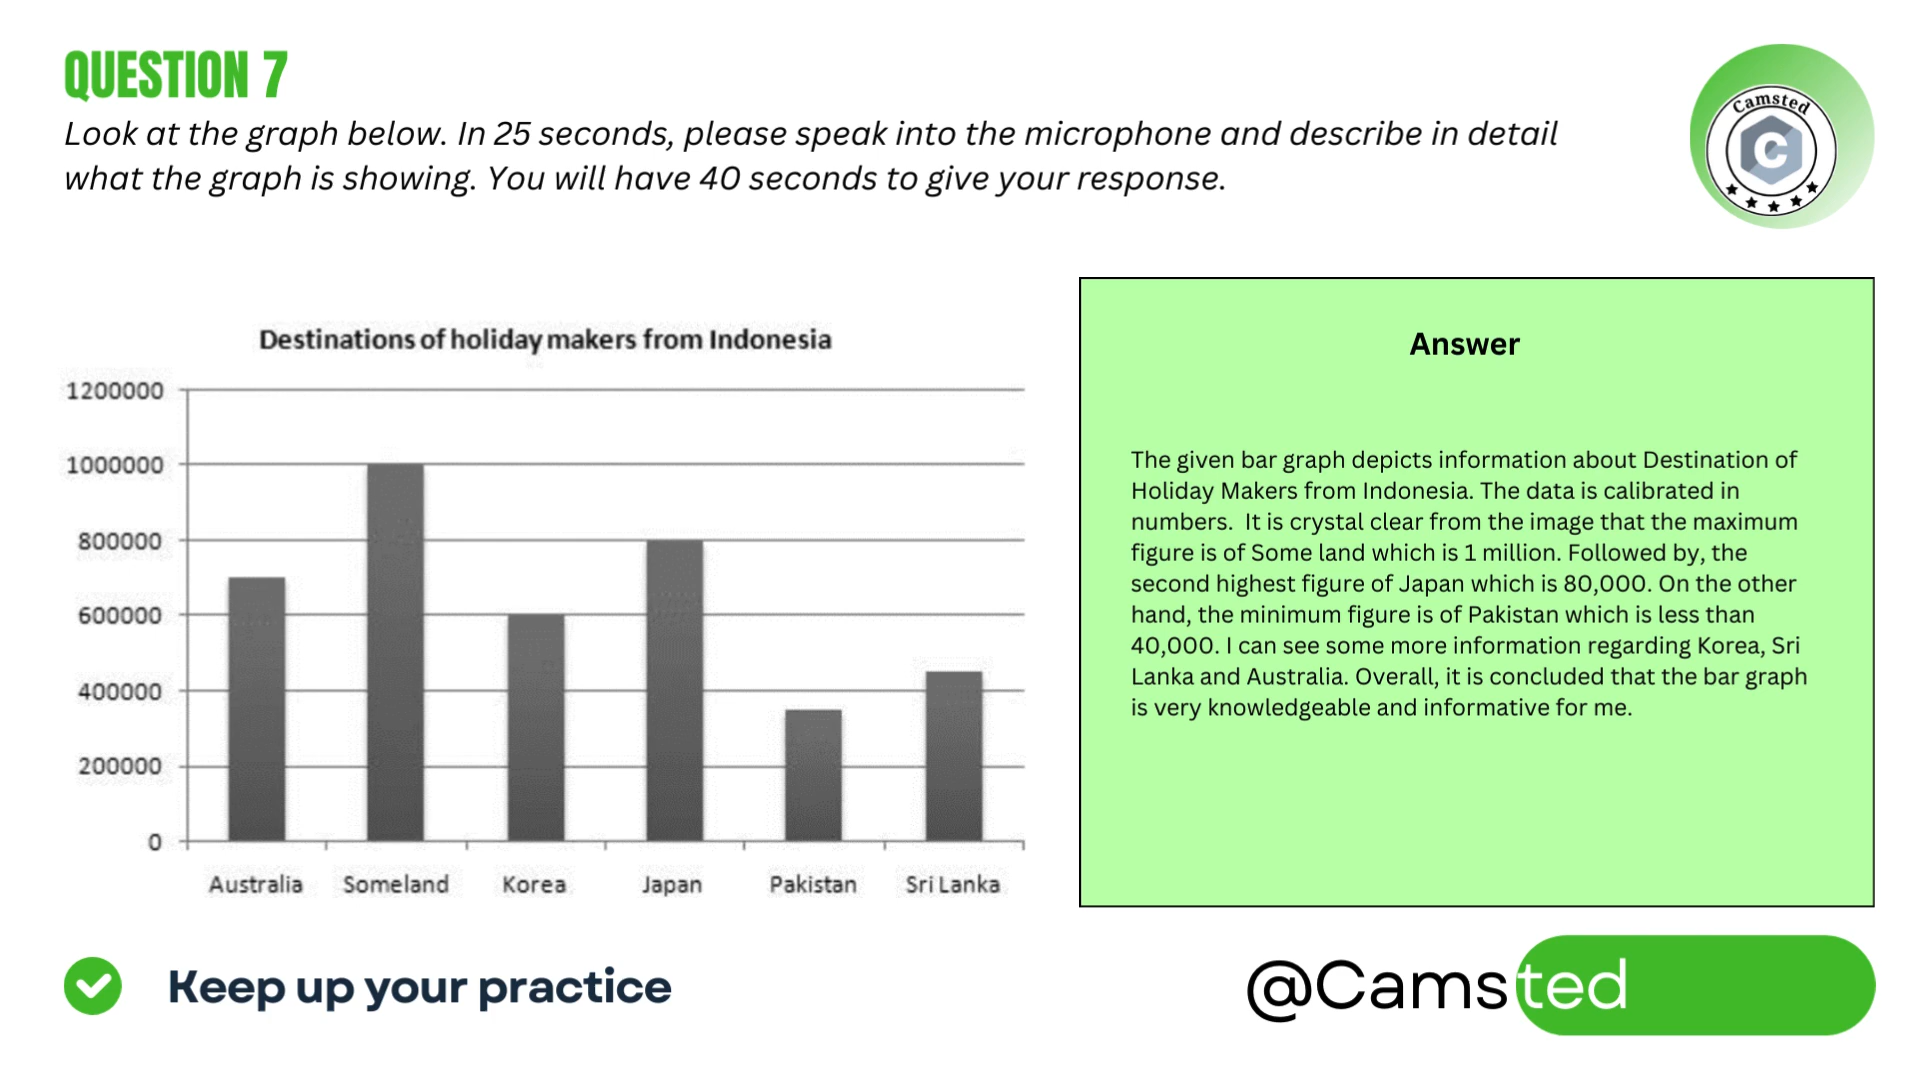 QUESTION 7
Look at the graph below. In 25 seconds, please speak into the microphone and describe in detail
what the graph is showing. You will have 40 seconds to give your response.
Camsted
C
Destinations of holiday makers from Indonesia
1200000
1000000
800000
600000
400000
200000
0
Australia Someland Korea Japan Pakistan Sri Lanka
Answer
The given bar graph depicts information about Destination of
Holiday Makers from Indonesia. The data is calibrated in
numbers.  It is crystal clear from the image that the maximum
figure is of Some land which is 1 million. Followed by, the
second highest figure of Japan which is 80,000. On the other
hand, the minimum figure is of Pakistan which is less than
40,000. I can see some more information regarding Korea, Sri
Lanka and Australia. Overall, it is concluded that the bar graph
is very knowledgeable and informative for me.
Keep up your practice
@Camsted